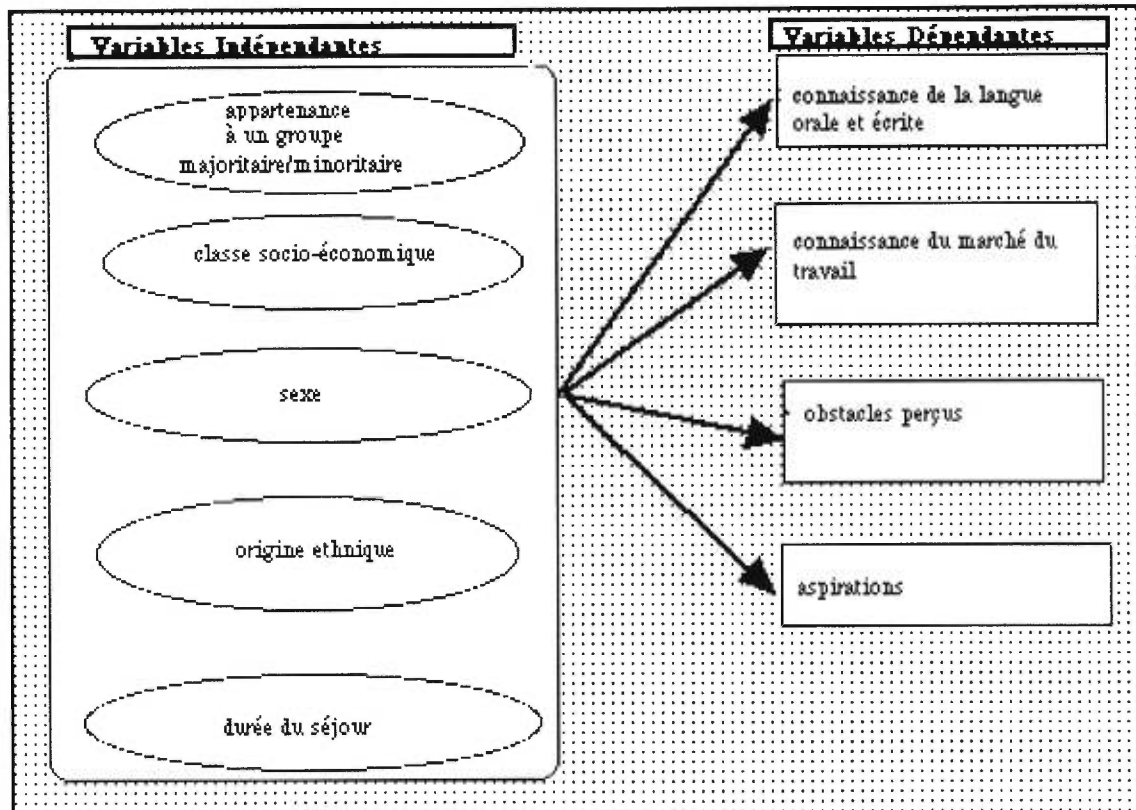 Variables Indépendantes
appartenance
à un groupe
majoritaire/minoritaire
classe socio-économique
sexe
origine ethnique
durée du séjour
Variables Dépendantes
connaissance de la langue
orale et écrite
connaissance du marché du
travail
obstacles perçus
aspirations